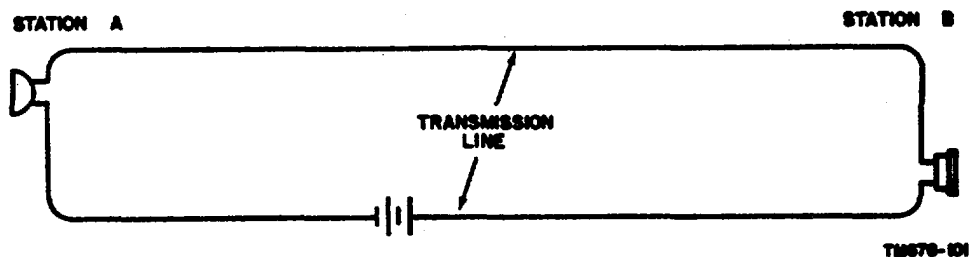 STATION A
STATION B
TRANSMISSION
LINE
TM678-101